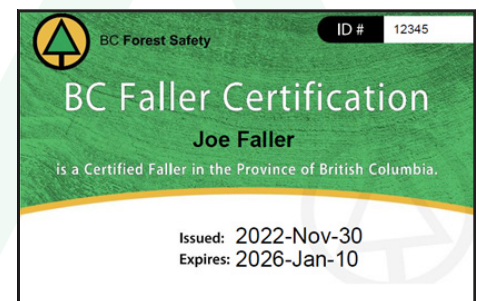 BC Forest Safety
ID # 12345
BC Faller Certification
Joe Faller
is a Certified Faller in the Province of British Columbia.
Issued: 2022-Nov-30
Expires: 2026-Jan-10